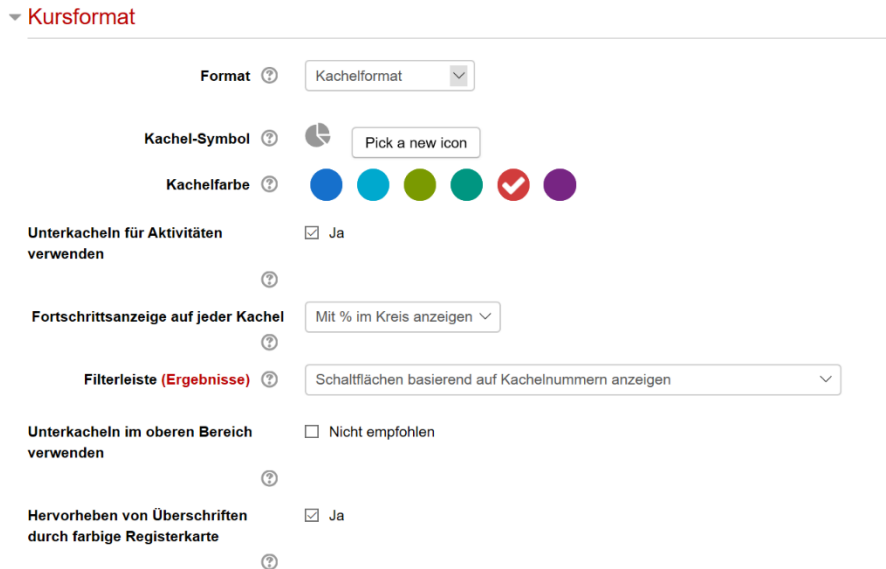 Kursformat
Format
Kachelformat
Kachel-Symbol
Pick a new icon
Kachelfarbe
Unterkacheln für Aktivitäten
verwenden
Ja
Fortschrittsanzeige auf jeder Kachel
Mit % im Kreis anzeigen
Filterleiste (Ergebnisse)
Schaltflächen basierend auf Kachelnummern anzeigen
Unterkacheln im oberen Bereich
verwenden
Nicht empfohlen
Hervorheben von Überschriften
durch farbige Registerkarte
Ja